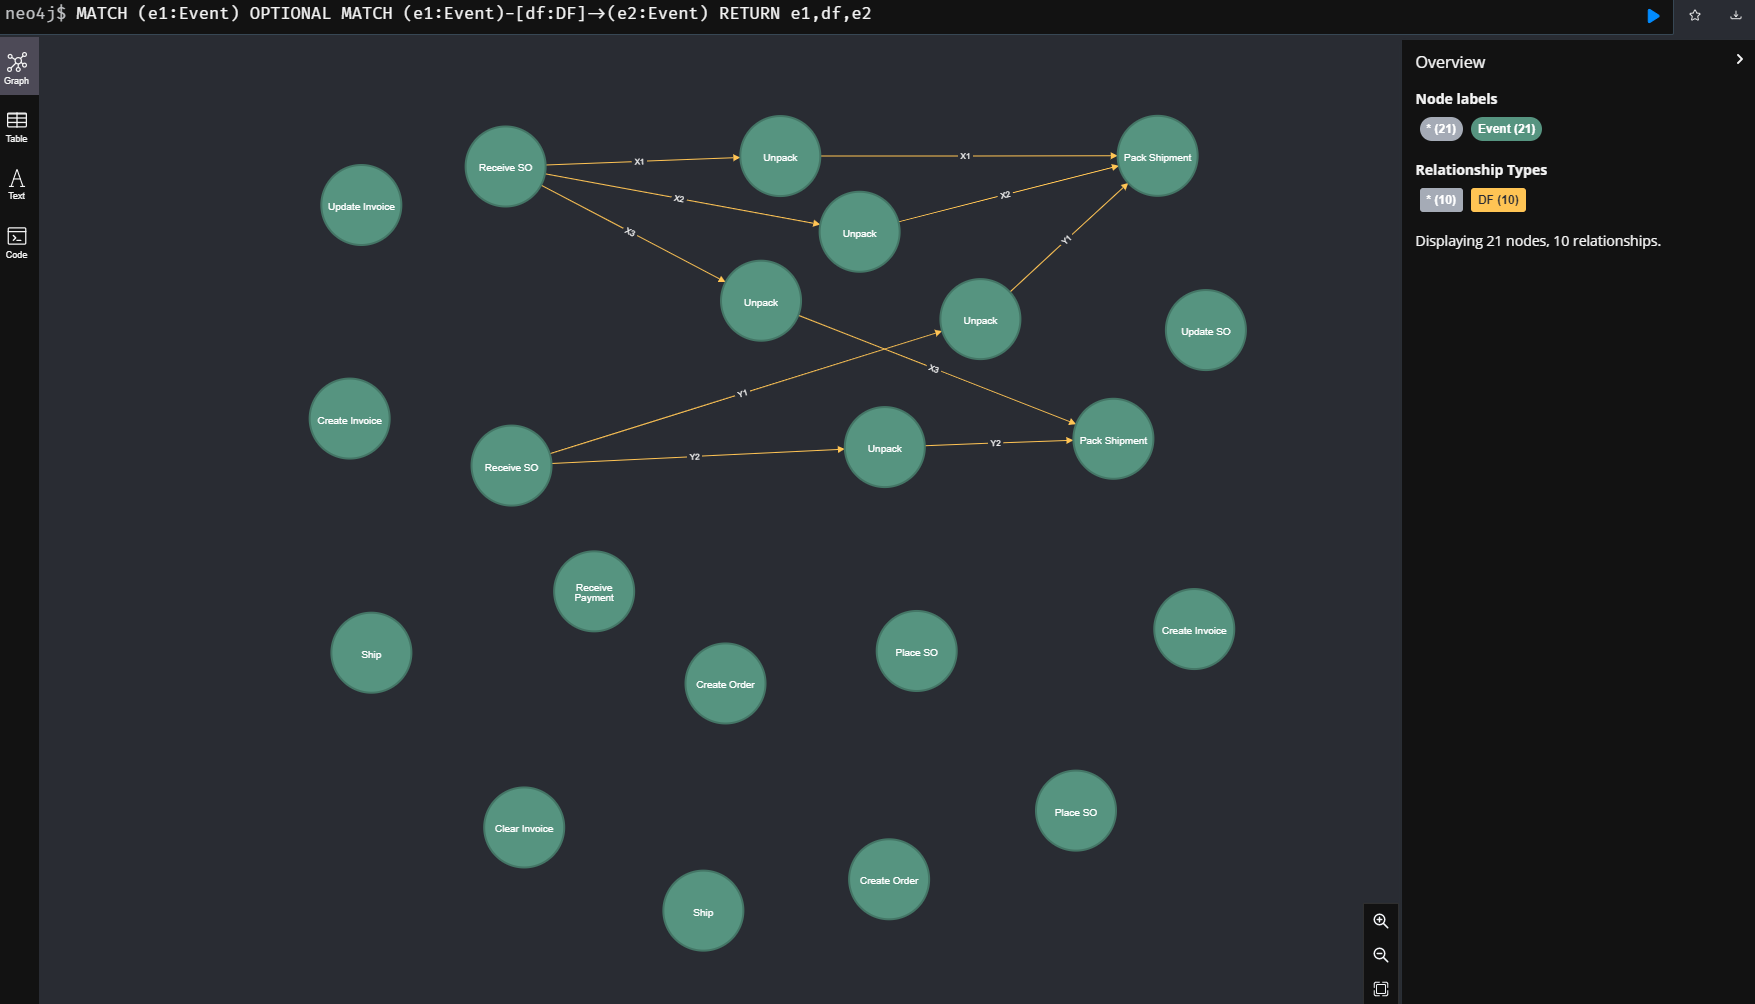 neo4j$ MATCH (e1:Event) OPTIONAL MATCH (e1:Event)-[df:DF]->(e2:Event) RETURN e1,df,e2
Graph
Table
Text
Code
Overview
Node labels
* (21) Event (21)
Relationship Types
* (10) DF (10)
Displaying 21 nodes, 10 relationships.
Receive SO
X1
Unpack
X1
Pack Shipment
Update Invoice
X2
X2
Unpack
X3
Y1
Unpack
Unpack
Update SO
X3
Y1
Create Invoice
Receive SO
Y2
Unpack
Y2
Pack Shipment
Receive
Payment
Ship
Create Order
Place SO
Create Invoice
Clear Invoice
Ship
Create Order
Place SO